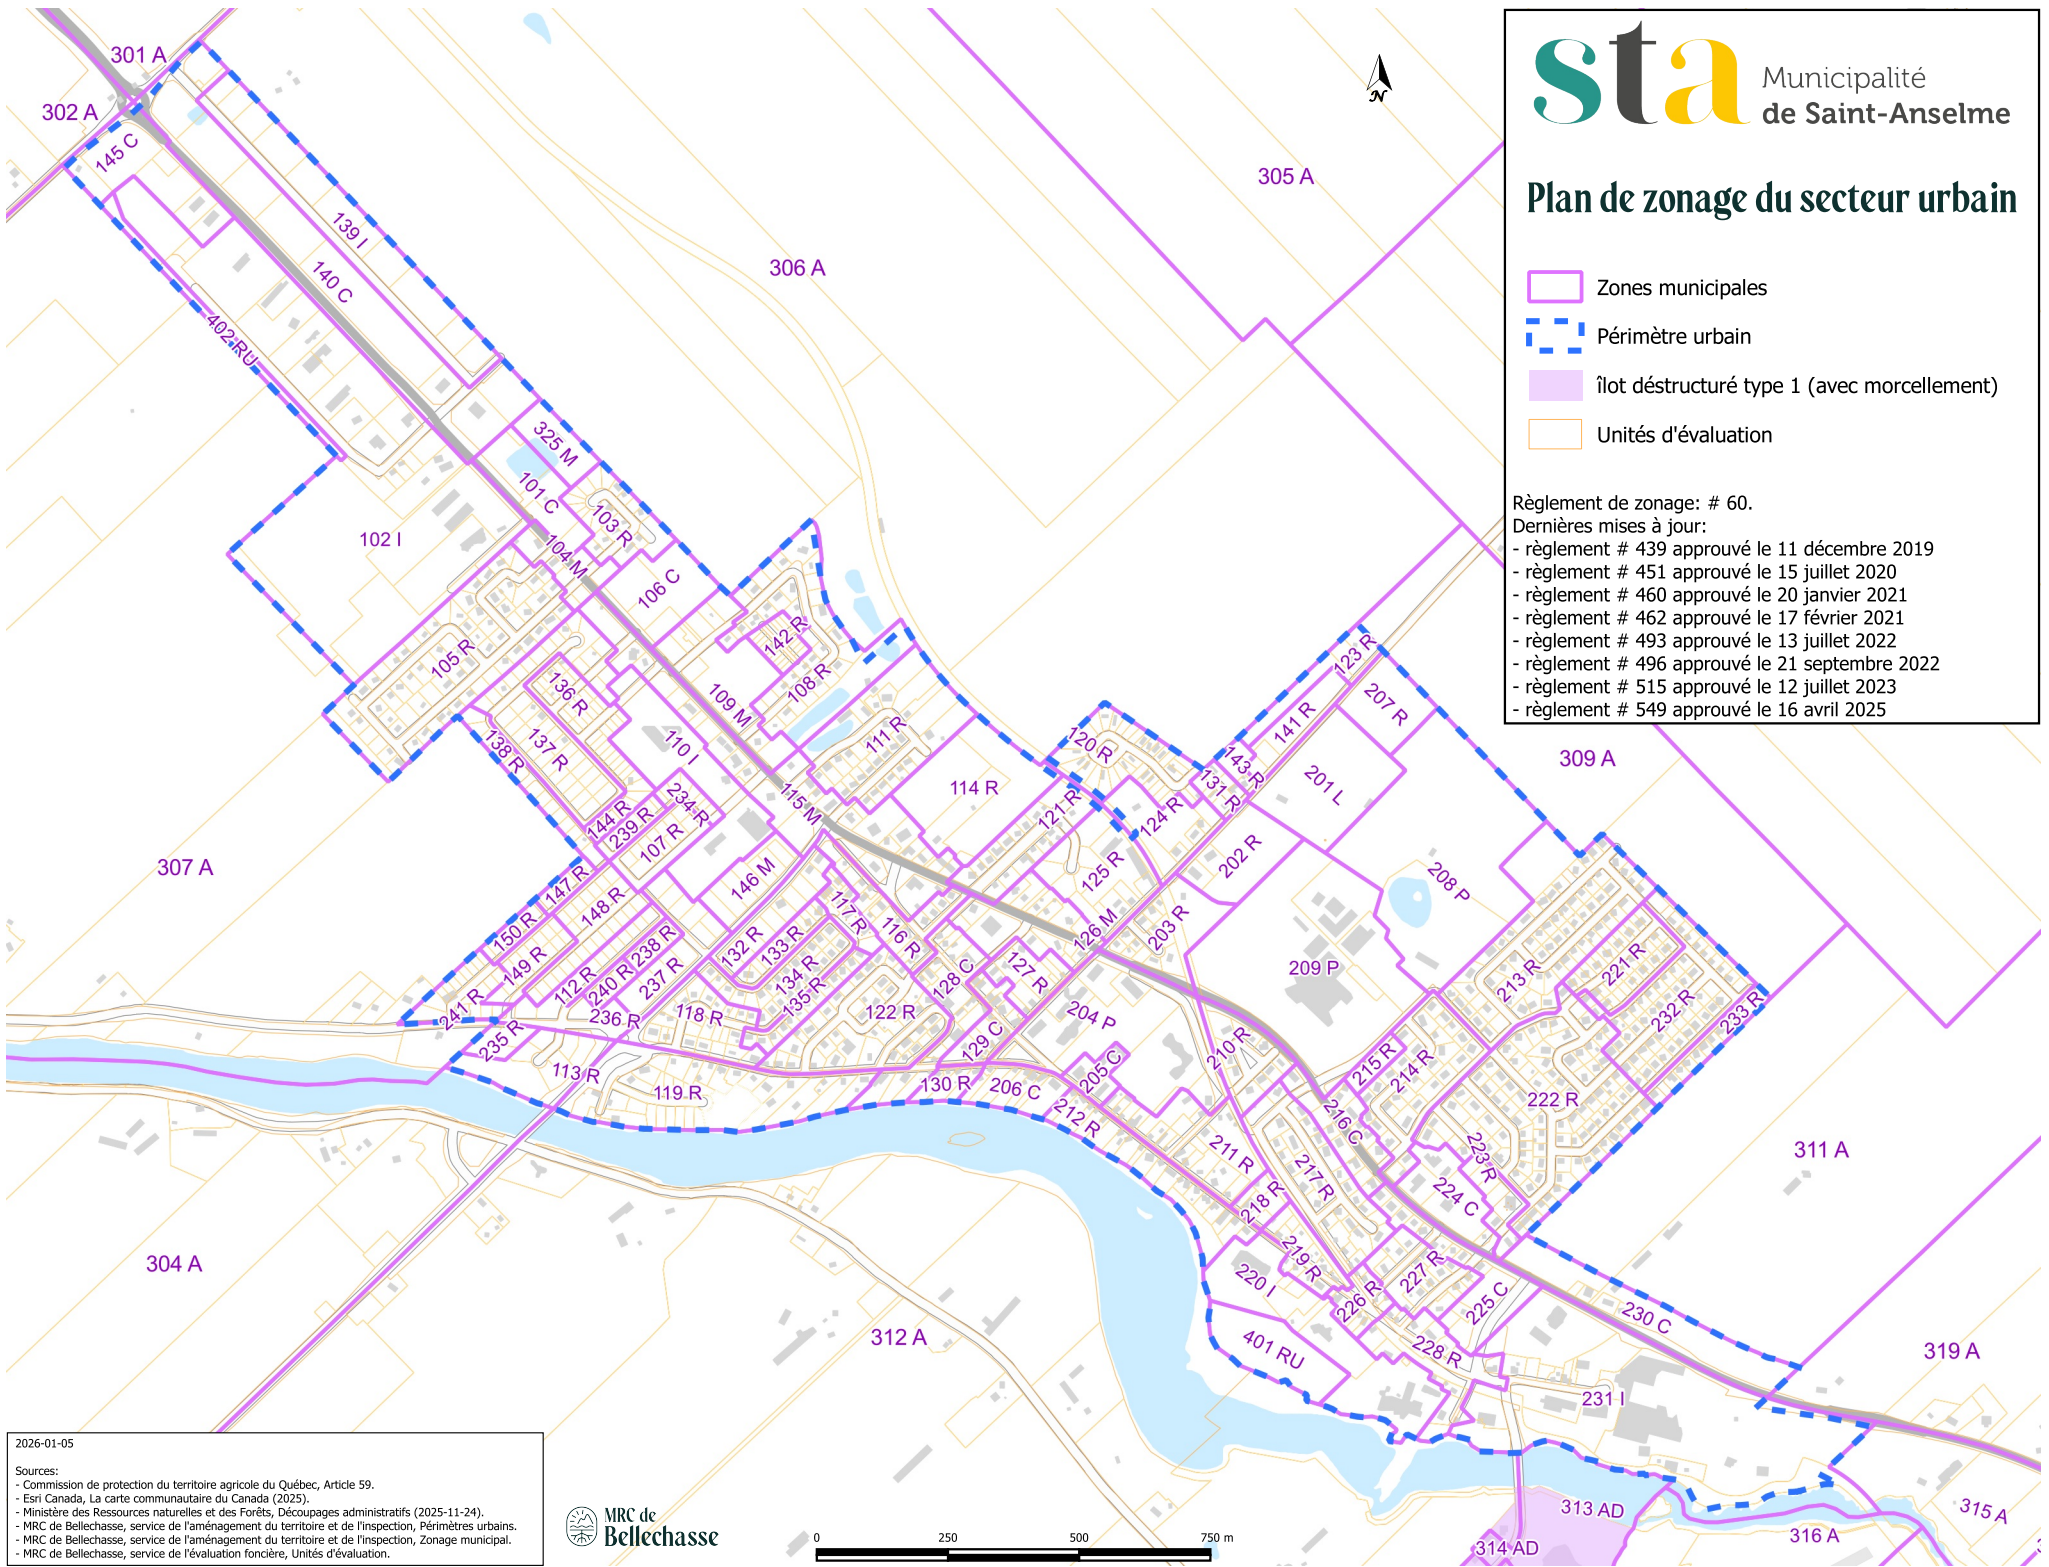 sta
Municipalité
de Saint-Anselme
Plan de zonage du secteur urbain
Zones municipales
Périmètre urbain
îlot déstructuré type 1 (avec morcellement)
Unités d'évaluation
Règlement de zonage: # 60.
Dernières mises à jour:
- règlement # 439 approuvé le 11 décembre 2019
- règlement # 451 approuvé le 15 juillet 2020
- règlement # 460 approuvé le 20 janvier 2021
- règlement # 462 approuvé le 17 février 2021
- règlement # 493 approuvé le 13 juillet 2022
- règlement # 496 approuvé le 21 septembre 2022
- règlement # 515 approuvé le 12 juillet 2023
- règlement # 549 approuvé le 16 avril 2025
N
301 A
302 A
145 C
139 I
140 C
402 RU
305 A
306 A
325 M
101 C
103 R
102 I
104 M
106 C
105 R
142 R
108 R
109 M
136 R
137 R
138 R
110 I
111 R
114 R
115 M
144 R
239 R
234 R
107 R
146 M
147 R
148 R
150 R
149 R
112 R
240 R
238 R
237 R
241 R
235 R
236 R
113 R
118 R
119 R
132 R
133 R
134 R
135 R
117 R
116 R
122 R
128 C
127 R
129 C
130 R
120 R
121 R
124 R
125 R
126 M
131 R
143 R
141 R
123 R
207 R
201 L
202 R
203 R
204 P
205 C
206 C
212 R
208 P
209 P
210 R
211 R
218 R
217 R
219 R
220 I
401 RU
226 R
227 R
225 C
228 R
216 C
215 R
214 R
213 R
221 R
232 R
233 R
222 R
223 R
224 C
230 C
231 I
307 A
309 A
311 A
304 A
312 A
319 A
313 AD
314 AD
315 A
316 A
2026-01-05
Sources:
- Commission de protection du territoire agricole du Québec, Article 59.
- Esri Canada, La carte communautaire du Canada (2025).
- Ministère des Ressources naturelles et des Forêts, Découpages administratifs (2025-11-24).
- MRC de Bellechasse, service de l'aménagement du territoire et de l'inspection, Périmètres urbains.
- MRC de Bellechasse, service de l'aménagement du territoire et de l'inspection, Zonage municipal.
- MRC de Bellechasse, service de l'évaluation foncière, Unités d'évaluation.
MRC de
Bellechasse
0 250 500 750 m